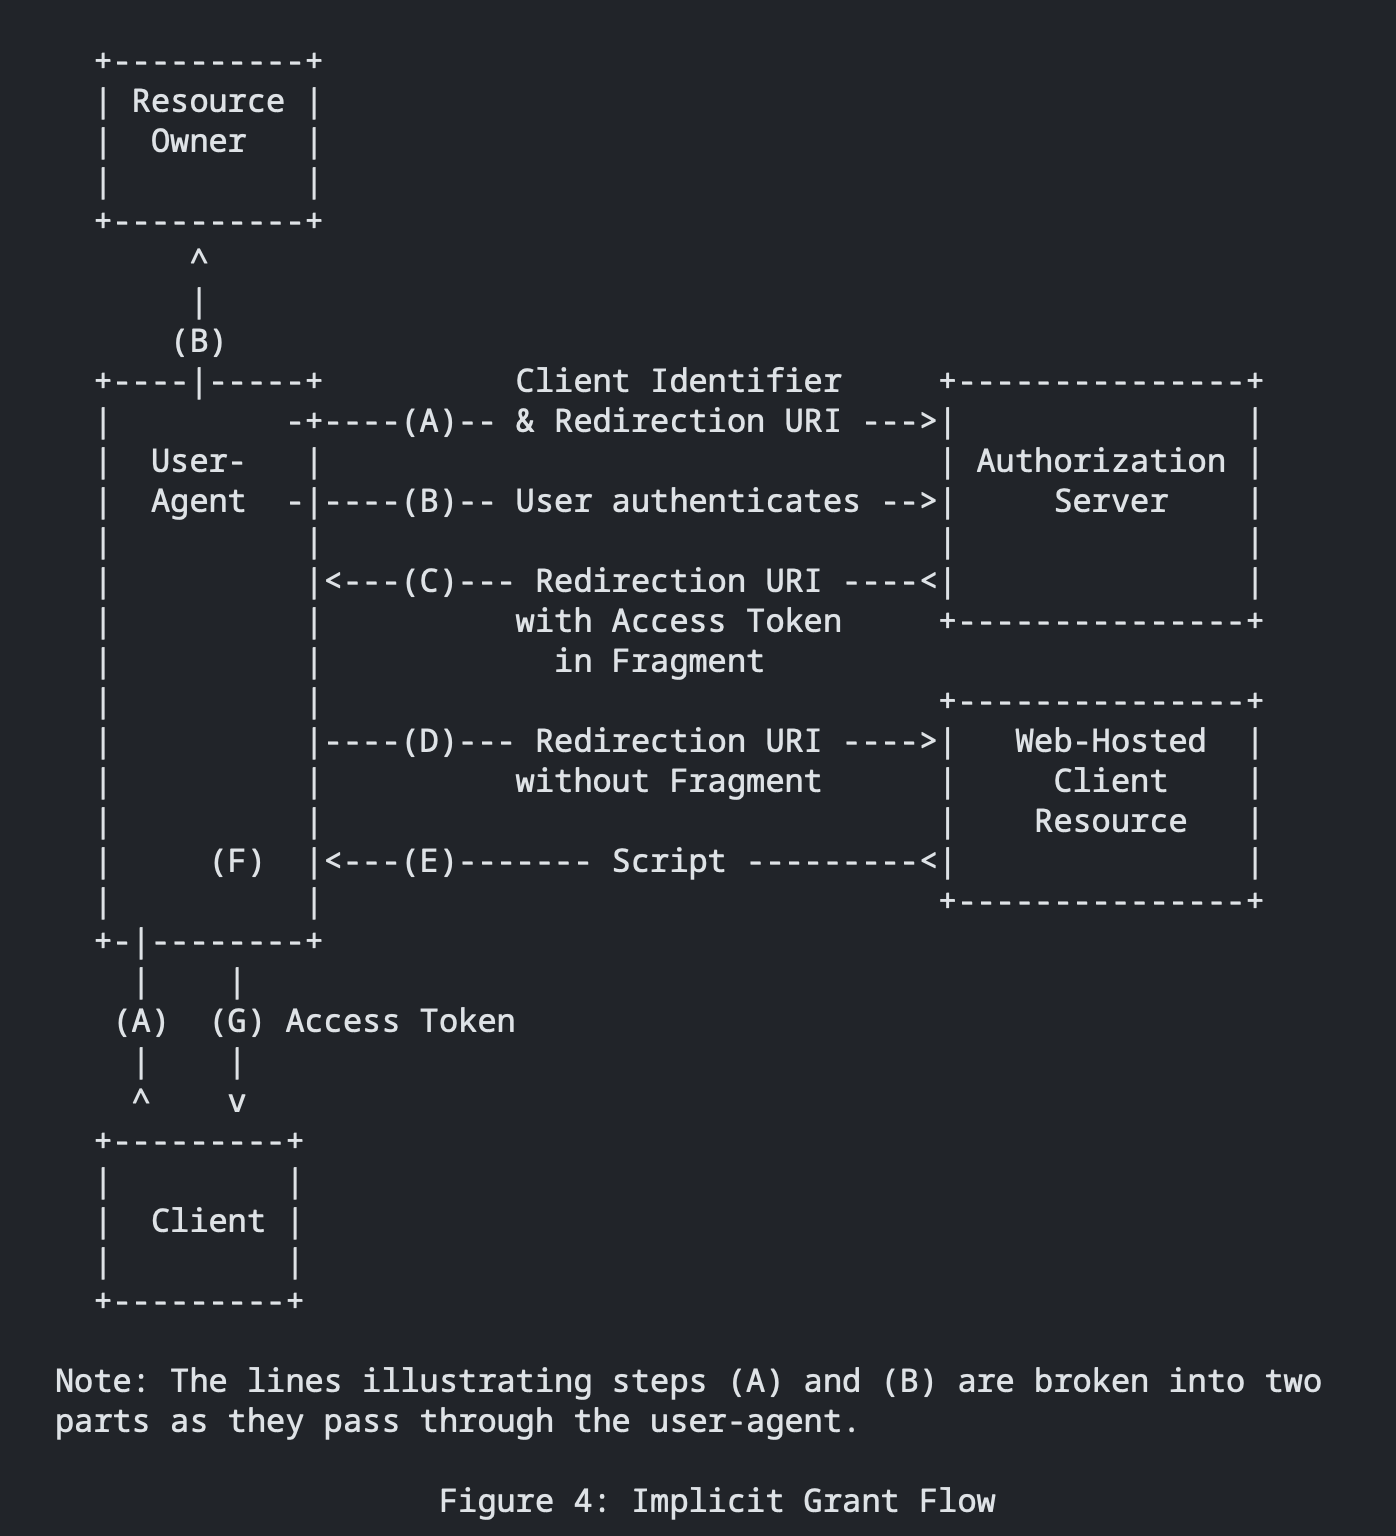 +----------+
| Resource |
|  Owner   |
|          |
+----------+
     ^
     |
    (B)
+----|-----+          Client Identifier     +---------------+
|         -+----(A)-- & Redirection URI --->|               |
|  User-   |                                | Authorization |
|  Agent  -|----(B)-- User authenticates -->|     Server    |
|          |                                |               |
|          |<---(C)--- Redirection URI ----<|               |
|          |          with Access Token     +---------------+
|          |            in Fragment
|          |                                +---------------+
|          |----(D)--- Redirection URI ---->|   Web-Hosted  |
|          |          without Fragment      |     Client    |
|          |                                |    Resource   |
|     (F)  |<---(E)------- Script ---------<|               |
|          |                                +---------------+
+-|--------+
  |    |
 (A)  (G) Access Token
  |    |
  ^    v
+---------+
|         |
|  Client |
|         |
+---------+
Note: The lines illustrating steps (A) and (B) are broken into two
parts as they pass through the user-agent.
Figure 4: Implicit Grant Flow